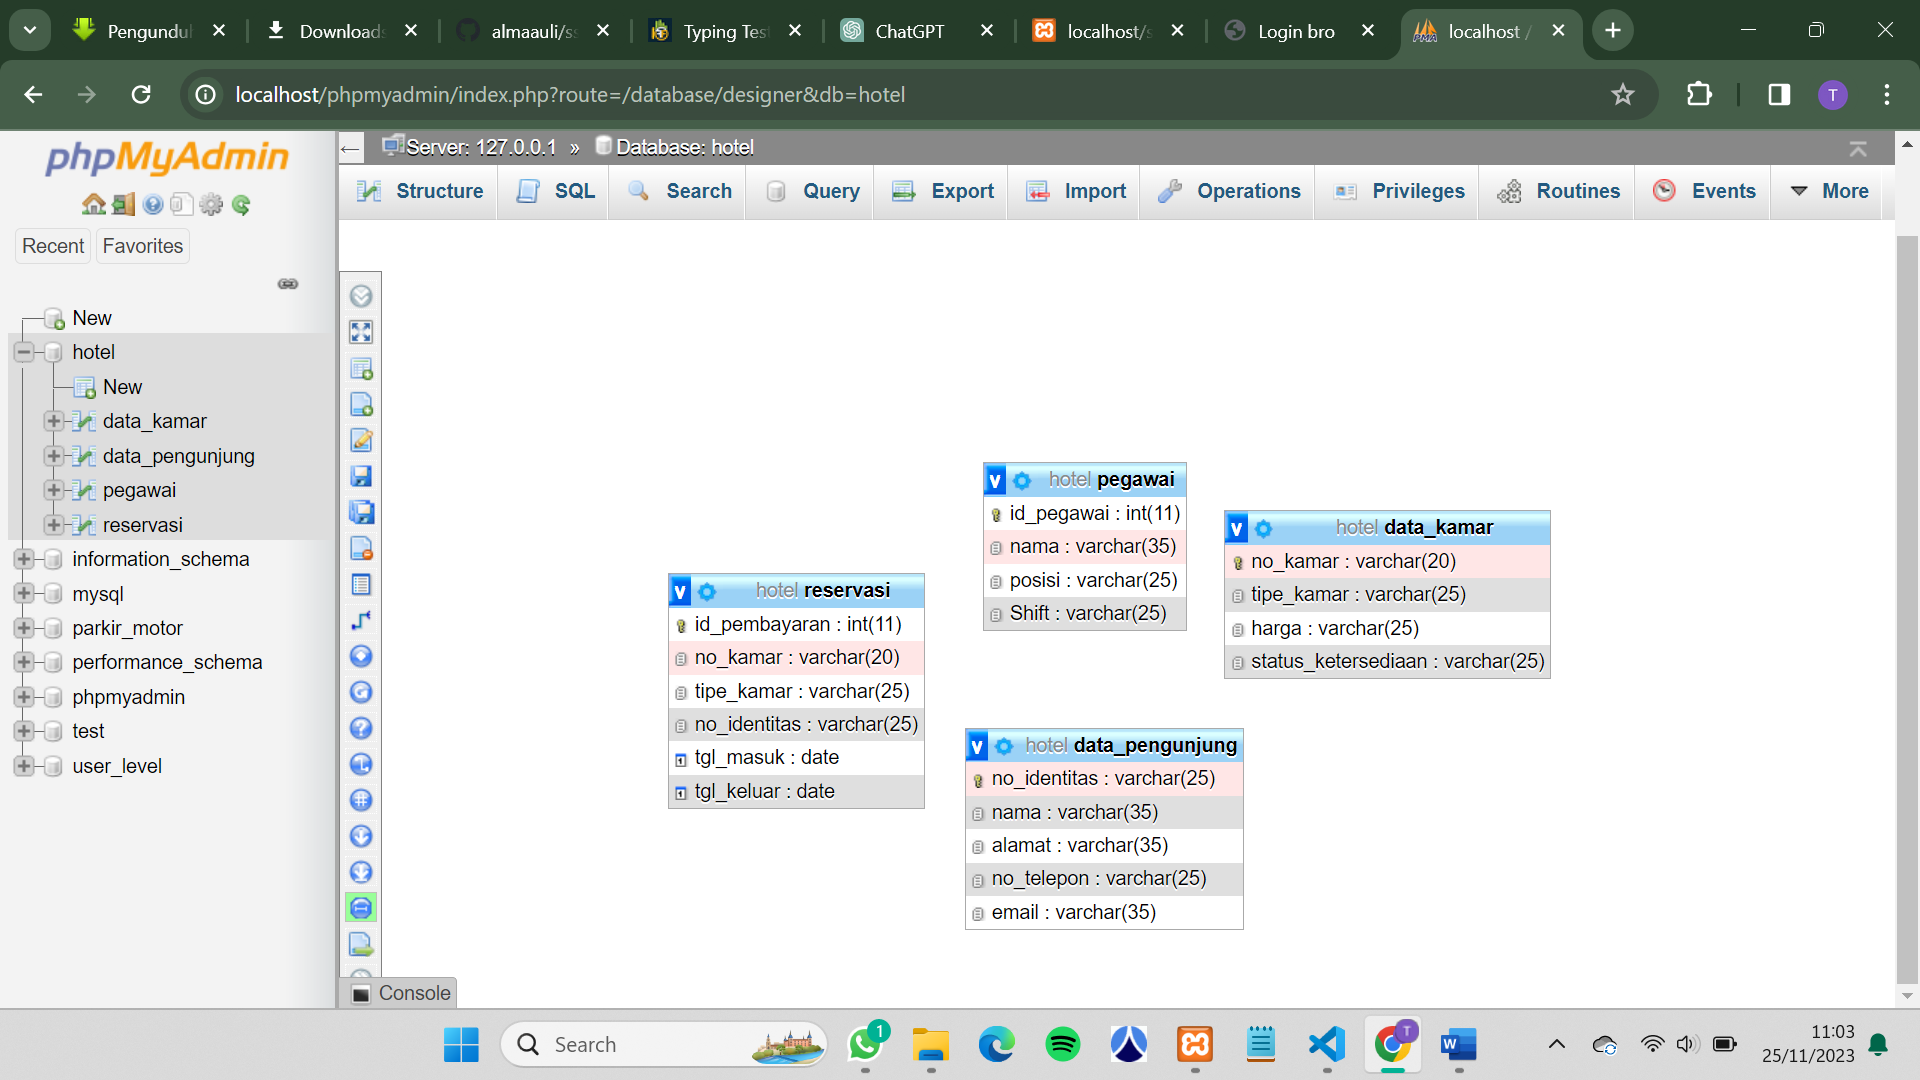 Pengunduh
Downloads
almaauli/ss
Typing Test
ChatGPT
localhost/s
Login bro
localhost /
localhost/phpmyadmin/index.php?route=/database/designer&db=hotel
T
phpMyAdmin
Recent
Favorites
New
hotel
New
data_kamar
data_pengunjung
pegawai
reservasi
information_schema
mysql
parkir_motor
performance_schema
phpmyadmin
test
user_level
Server: 127.0.0.1 » Database: hotel
Structure
SQL
Search
Query
Export
Import
Operations
Privileges
Routines
Events
More
v hotel pegawai
id_pegawai : int(11)
nama : varchar(35)
posisi : varchar(25)
Shift : varchar(25)
v hotel data_kamar
no_kamar : varchar(20)
tipe_kamar : varchar(25)
harga : varchar(25)
status_ketersediaan : varchar(25)
v hotel reservasi
id_pembayaran : int(11)
no_kamar : varchar(20)
tipe_kamar : varchar(25)
no_identitas : varchar(25)
tgl_masuk : date
tgl_keluar : date
v hotel data_pengunjung
no_identitas : varchar(25)
nama : varchar(35)
alamat : varchar(35)
no_telepon : varchar(25)
email : varchar(35)
Console
Search
1
T
11:03
25/11/2023